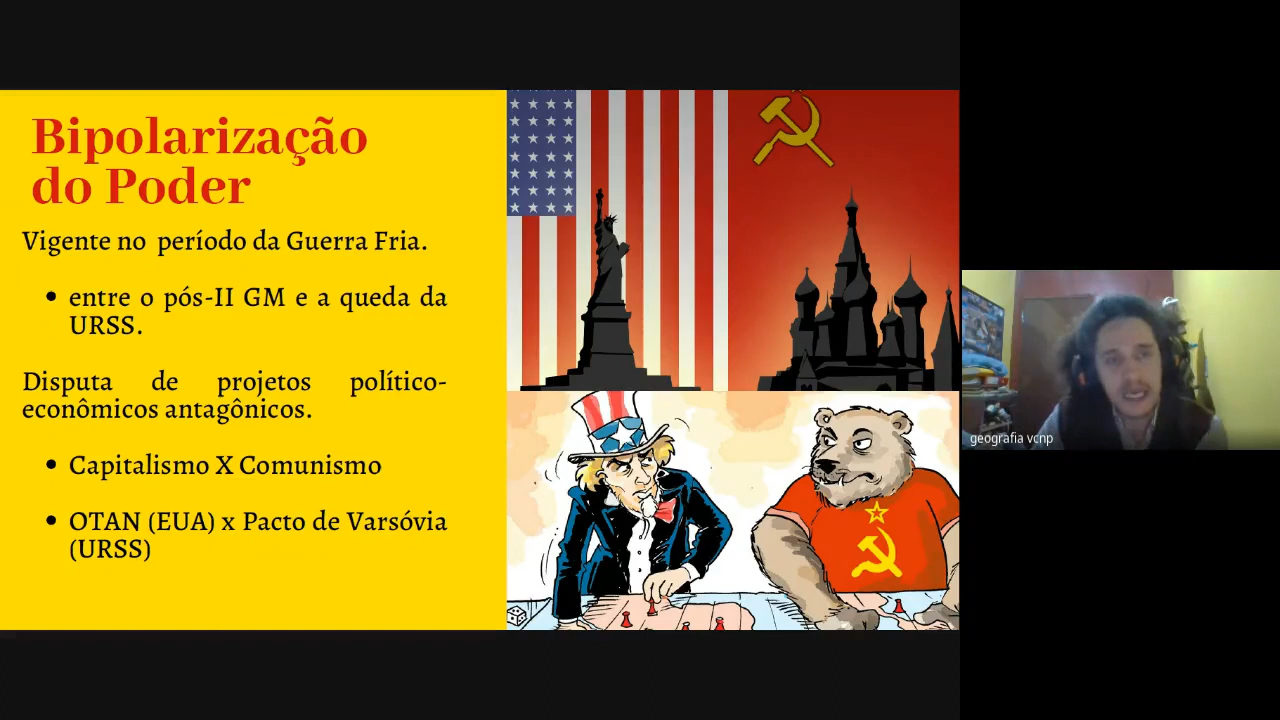 Bipolarização
do Poder
Vigente no período da Guerra Fria.
• entre o pós-II GM e a queda da
URSS.
Disputa de projetos político-
econômicos antagônicos.
• Capitalismo X Comunismo
• OTAN (EUA) x Pacto de Varsóvia
(URSS)
geografia vcnp